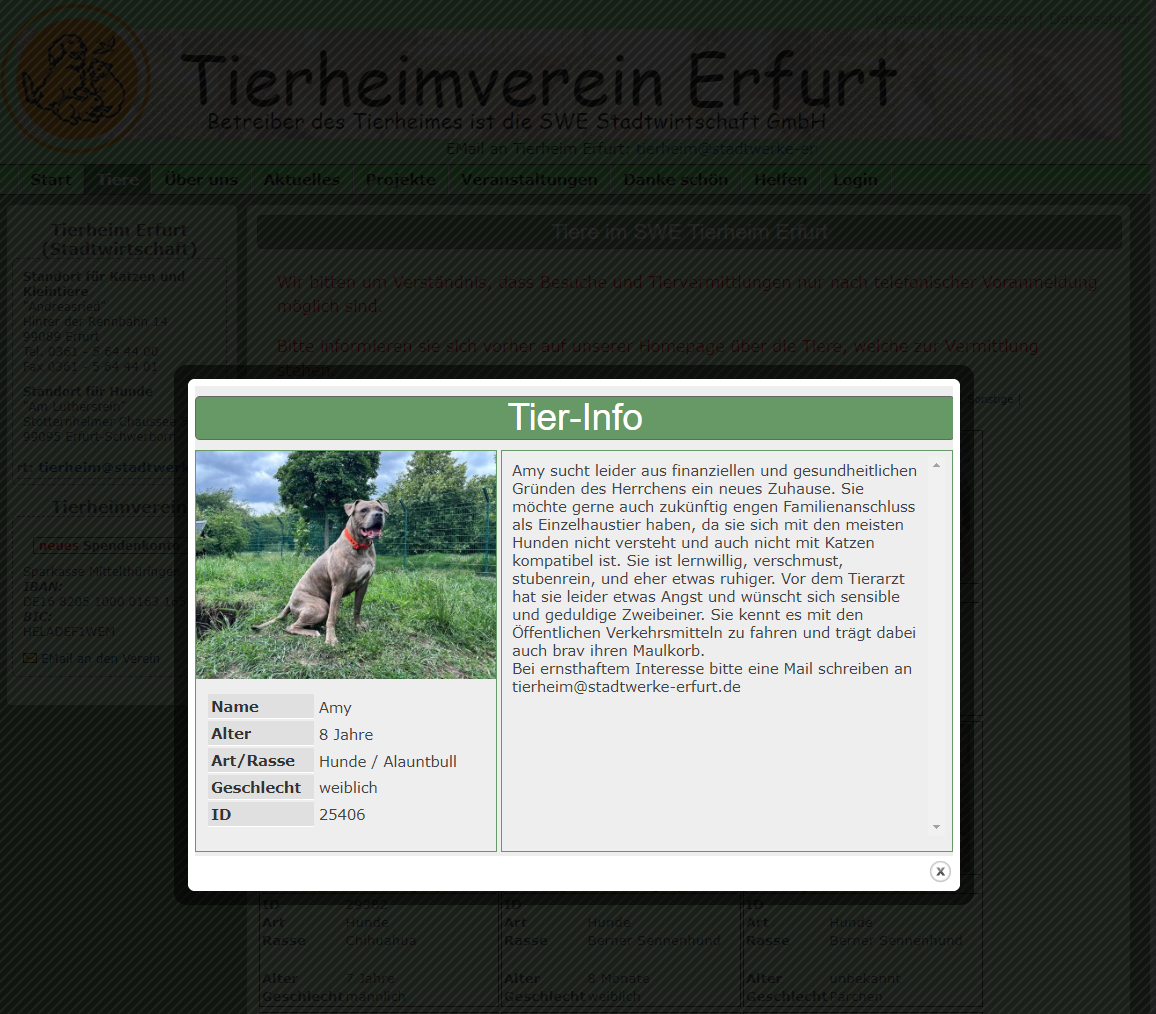 Kontakt | Impressum | Datenschutz
Tierheimverein Erfurt
Betreiber des Tierheimes ist die SWE Stadtwirtschaft GmbH
EMail an Tierheim Erfurt: tierheim@stadtwerke-er
Start Tiere Über uns Aktuelles Projekte Veranstaltungen Danke schön Helfen Login
Tierheim Erfurt
(Stadtwirtschaft)
Standort für Katzen und
Kleintiere
"Andreasried"
Hinter der Rennbahn 14
99089 Erfurt
Tel. 0361 - 5 64 44 00
Fax 0361 - 5 64 44 01
Standort für Hunde
"Am Lutherstein"
Stotternheimer Chaussee
99095 Erfurt-Schwerborn
rt: tierheim@stadtwerk
Tierheimverein
neues Spendenkonto
Sparkasse Mittelthüringen
IBAN:
BIC:
EMail an den Verein
Tiere im SWE Tierheim Erfurt
Wir bitten um Verständnis, dass Besuche und Tiervermittlungen nur nach telefonischer Voranmeldung
möglich sind.
Bitte informieren sie sich vorher auf unserer Homepage über die Tiere, welche zur Vermittlung
stehen.
Sonstige |
Tier-Info
Name Amy
Alter 8 Jahre
Art/Rasse Hunde / Alauntbull
Geschlecht weiblich
ID 25406
Amy sucht leider aus finanziellen und gesundheitlichen
Gründen des Herrchens ein neues Zuhause. Sie
möchte gerne auch zukünftig engen Familienanschluss
als Einzelhaustier haben, da sie sich mit den meisten
Hunden nicht versteht und auch nicht mit Katzen
kompatibel ist. Sie ist lernwillig, verschmust,
stubenrein, und eher etwas ruhiger. Vor dem Tierarzt
hat sie leider etwas Angst und wünscht sich sensible
und geduldige Zweibeiner. Sie kennt es mit den
Öffentlichen Verkehrsmitteln zu fahren und trägt dabei
auch brav ihren Maulkorb.
Bei ernsthaftem Interesse bitte eine Mail schreiben an
tierheim@stadtwerke-erfurt.de
x
ID ID ID
Art Hunde Art Hunde Art Hunde
Rasse Chihuahua Rasse Berner Sennenhund Rasse Berner Sennenhund
Alter 7 Jahre Alter 8 Monate Alter unbekannt
Geschlecht männlich Geschlecht weiblich Geschlecht Pärchen